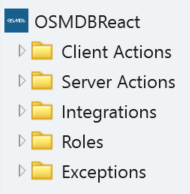 OSMDBReact
Client Actions
Server Actions
Integrations
Roles
Exceptions